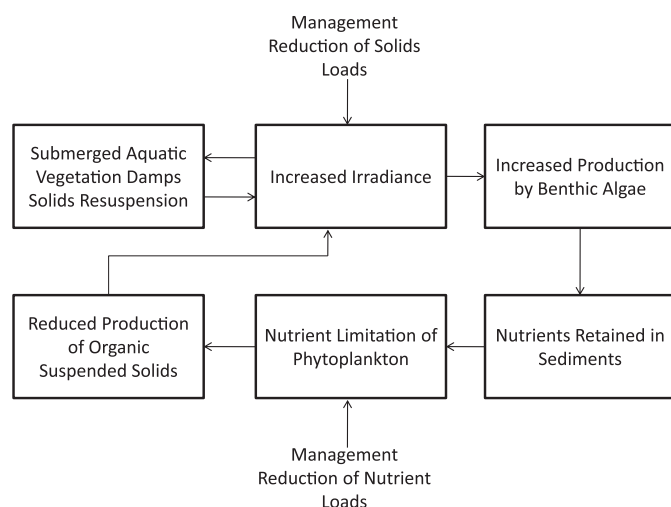 Management
Reduction of Solids
Loads
Submerged Aquatic
Vegetation Damps
Solids Resuspension
Increased Irradiance
Increased Production
by Benthic Algae
Reduced Production
of Organic
Suspended Solids
Nutrient Limitation of
Phytoplankton
Nutrients Retained in
Sediments
Management
Reduction of Nutrient
Loads